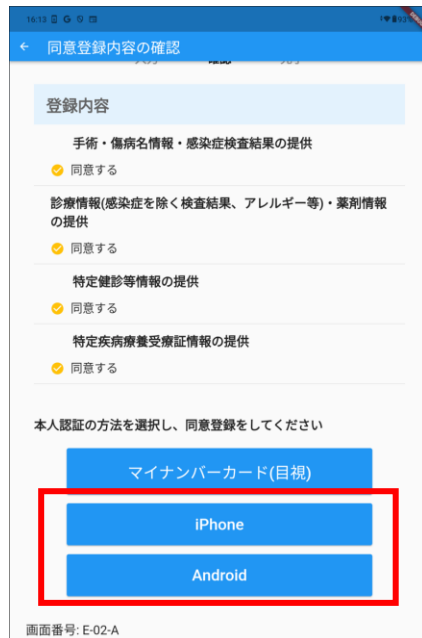 16:13
93%
← 同意登録内容の確認
確認
登録内容
手術・傷病名情報・感染症検査結果の提供
同意する
診療情報(感染症を除く検査結果、アレルギー等)・薬剤情報
の提供
同意する
特定健診等情報の提供
同意する
特定疾病療養受療証情報の提供
同意する
本人認証の方法を選択し、同意登録をしてください
マイナンバーカード(目視)
iPhone
Android
画面番号: E-02-A